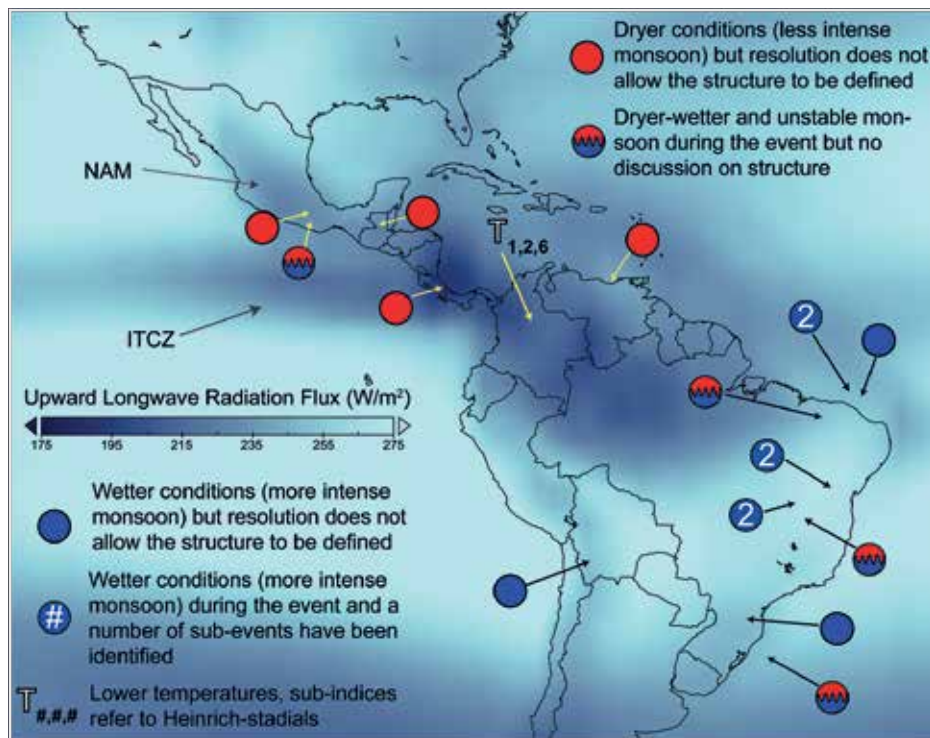 Dryer conditions (less intense
monsoon) but resolution does not
allow the structure to be defined
Dryer-wetter and unstable mon-
soon during the event but no
discussion on structure
NAM
T 1,2,6
ITCZ
2
2
2
Upward Longwave Radiation Flux (W/m²)
175 195 215 235 255 275
Wetter conditions (more intense
monsoon) but resolution does not
allow the structure to be defined
#
Wetter conditions (more intense
monsoon) during the event and a
number of sub-events have been
identified
T #,#,#
Lower temperatures, sub-indices
refer to Heinrich-stadials